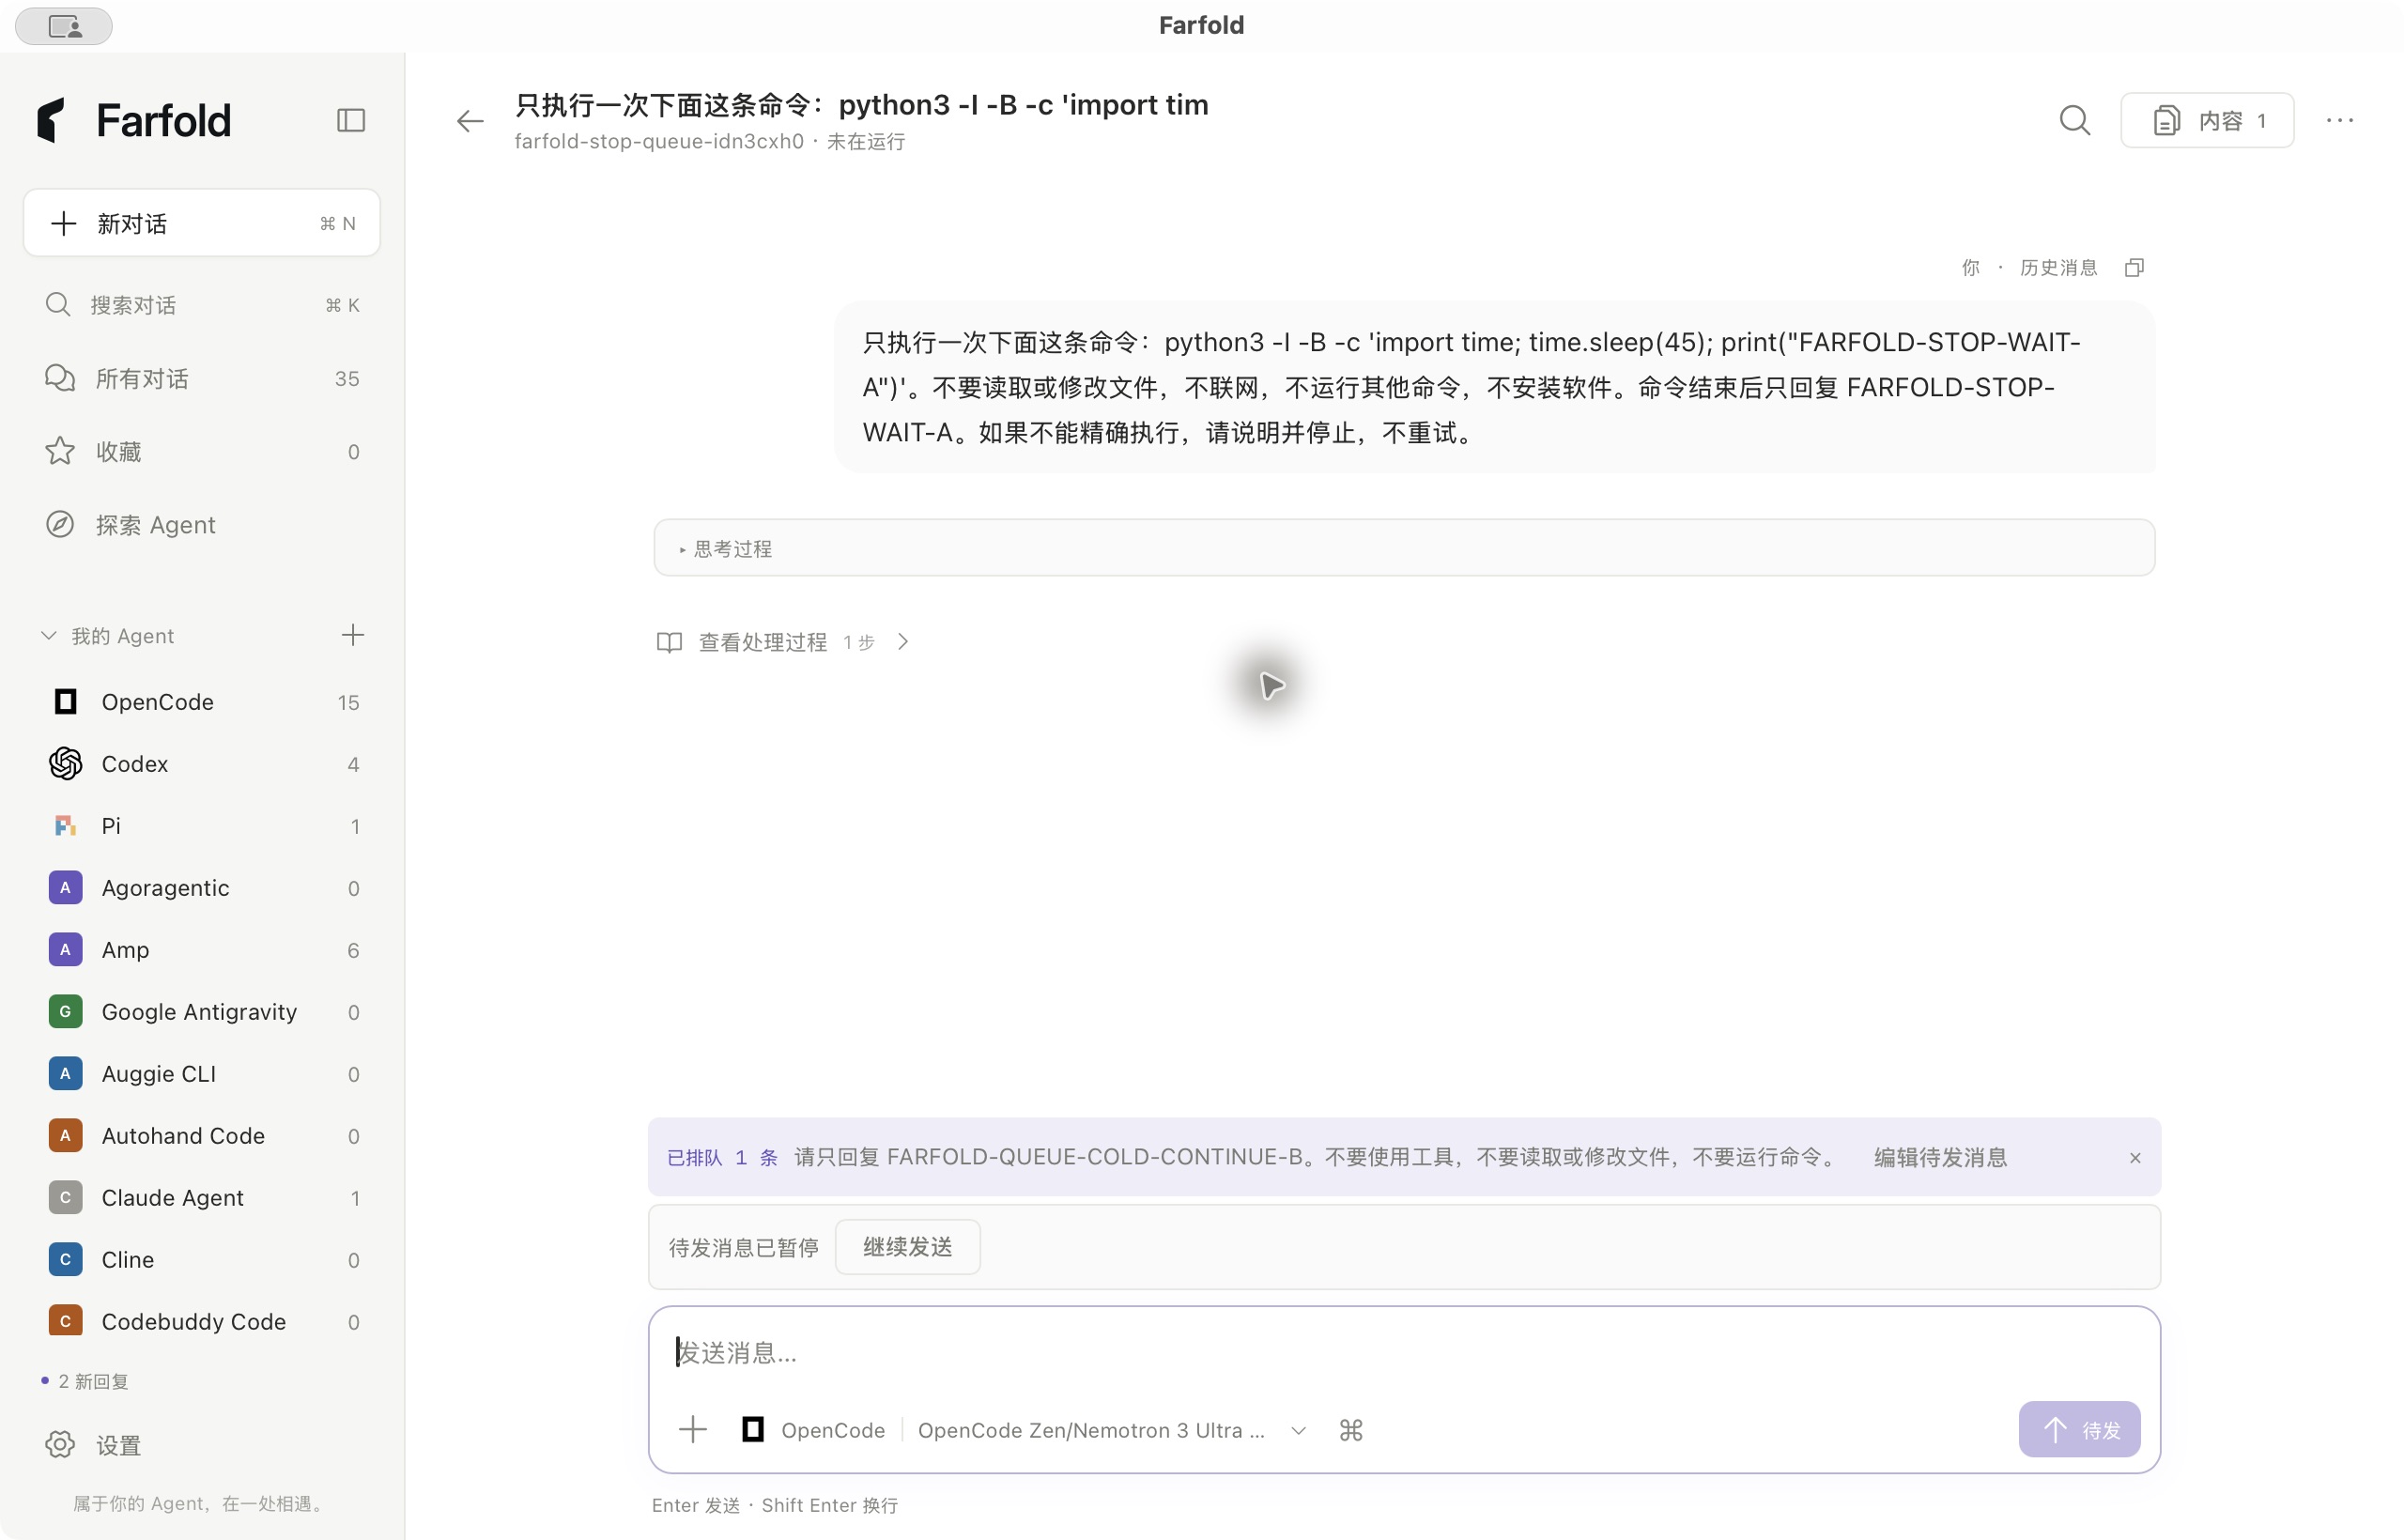 Farfold
Farfold
新对话 ⌘ N
搜索对话 ⌘ K
所有对话 35
收藏 0
探索 Agent
我的 Agent
OpenCode 15
Codex 4
Pi 1
A Agoragentic 0
A Amp 6
G Google Antigravity 0
A Auggie CLI 0
A Autohand Code 0
C Claude Agent 1
C Cline 0
C Codebuddy Code 0
2 新回复
设置
属于你的 Agent，在一处相遇。
只执行一次下面这条命令：python3 -I -B -c 'import tim
farfold-stop-queue-idn3cxh0 · 未在运行
内容 1
你 · 历史消息
只执行一次下面这条命令：python3 -I -B -c 'import time; time.sleep(45); print("FARFOLD-STOP-WAIT-
A")'。不要读取或修改文件，不联网，不运行其他命令，不安装软件。命令结束后只回复 FARFOLD-STOP-
WAIT-A。如果不能精确执行，请说明并停止，不重试。
思考过程
查看处理过程 1 步
已排队 1 条 请只回复 FARFOLD-QUEUE-COLD-CONTINUE-B。不要使用工具，不要读取或修改文件，不要运行命令。 编辑待发消息 ×
待发消息已暂停 继续发送
发送消息...
OpenCode OpenCode Zen/Nemotron 3 Ultra ... ⌘ 待发
Enter 发送 · Shift Enter 换行